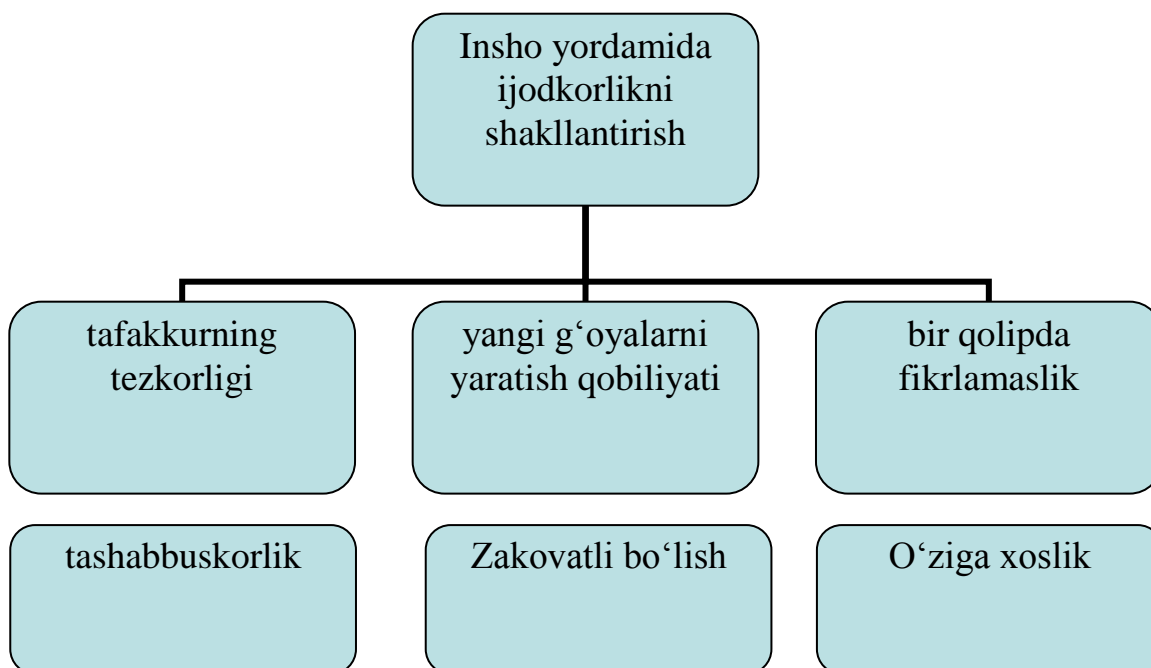 Insho yordamida
ijodkorlikni
shakllantirish
tafakkurning
tezkorligi
yangi g‘oyalarni
yaratish qobiliyati
bir qolipda
fikrlamaslik
tashabbuskorlik
Zakovatli bo‘lish
O‘ziga xoslik